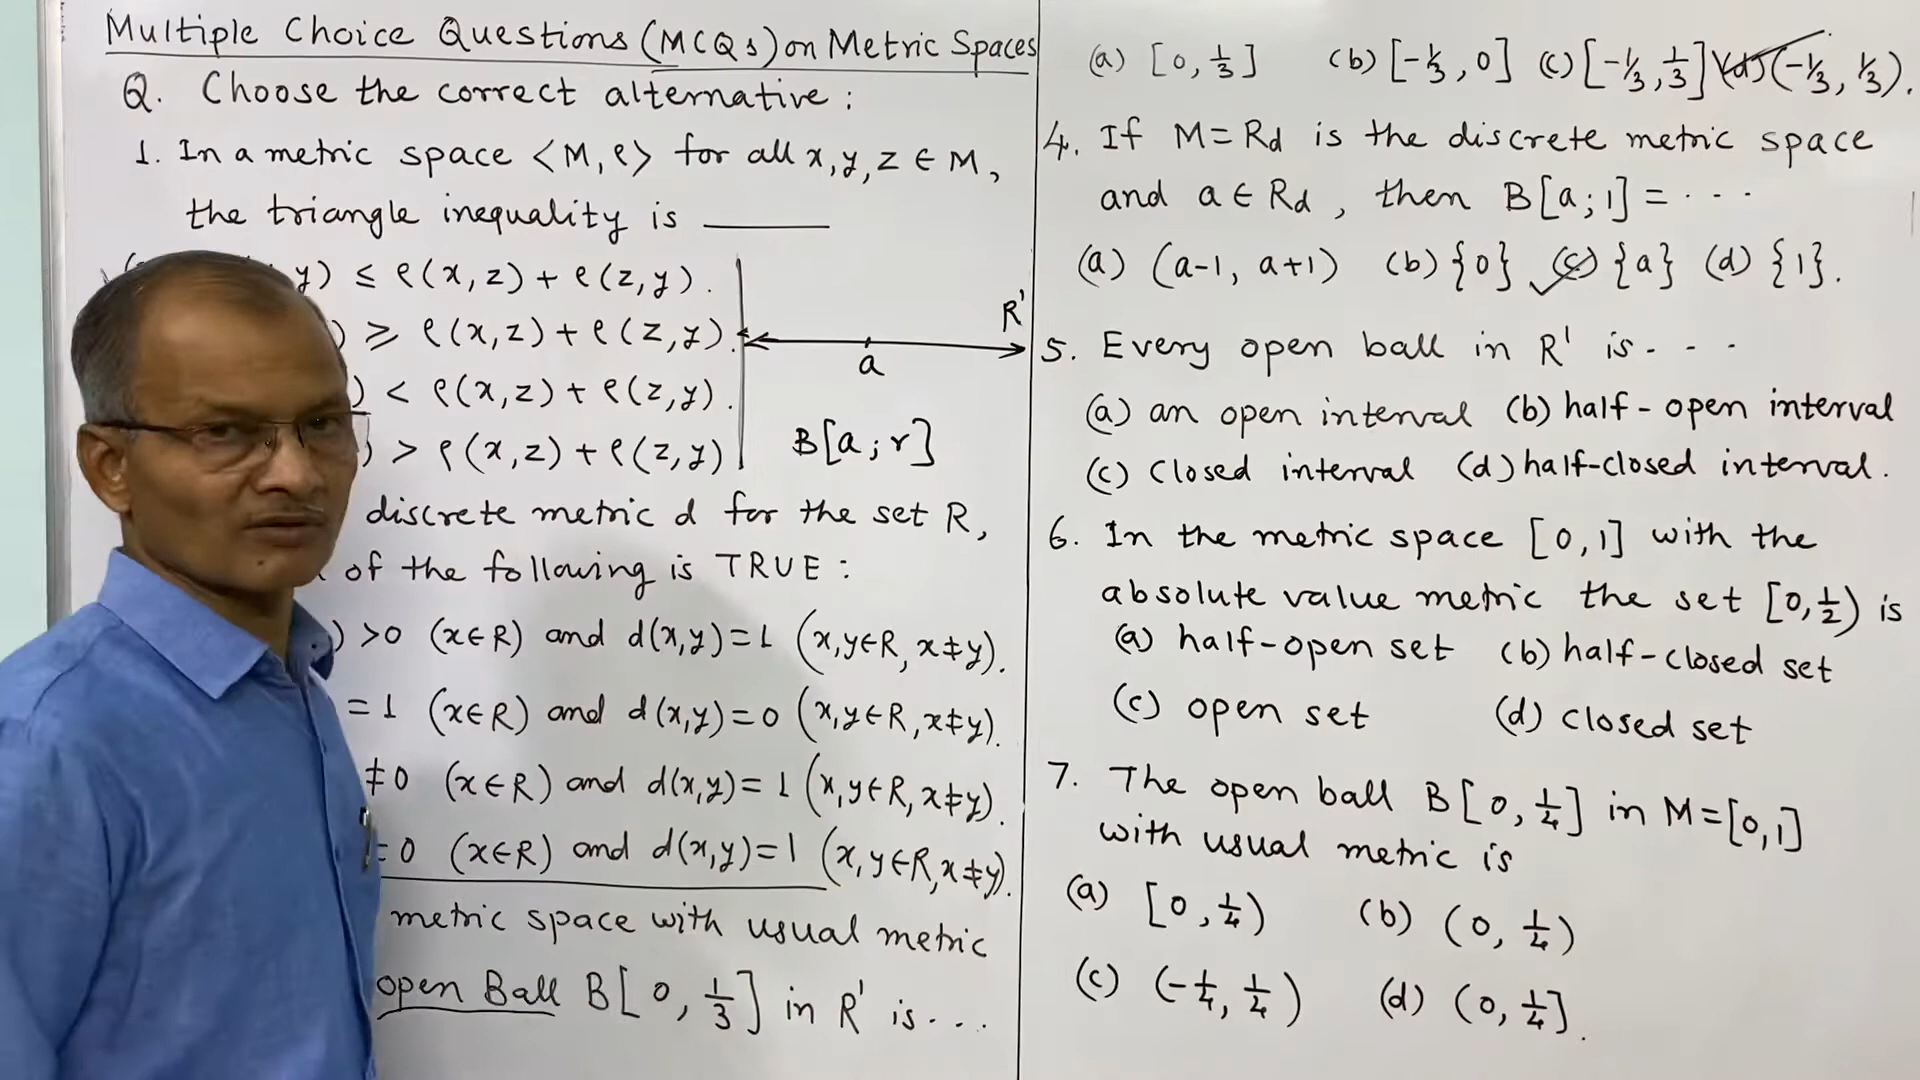 Multiple Choice Questions (MCQs) on Metric Spaces
Q. Choose the correct alternative :
1. In a metric space <M, ρ> for all x, y, z ∈ M,
the triangle inequality is ______
y) ≤ ρ(x, z) + ρ(z, y).
) ⩾ ρ(x, z) + ρ(z, y).
) < ρ(x, z) + ρ(z, y).
) > ρ(x, z) + ρ(z, y)
R'
a
B[a; r]
discrete metric d for the set R,
of the following is TRUE :
) >0 (x∈R) and d(x,y)=1 (x,y∈R, x≠y).
=1 (x∈R) and d(x,y)=0 (x,y∈R, x≠y).
≠0 (x∈R) and d(x,y)=1 (x,y∈R, x≠y).
=0 (x∈R) and d(x,y)=1 (x,y∈R, x≠y).
metric space with usual metric
open Ball B[0, 1/3] in R' is . . .
(a) [0, 1/3] (b) [-1/3, 0] (c) [-1/3, 1/3] (d) (-1/3, 1/3).
4. If M = Rd is the discrete metric space
and a ∈ Rd, then B[a; 1] = . . .
(a) (a-1, a+1) (b) {0} (c) {a} (d) {1}.
5. Every open ball in R' is - - -
(a) an open interval (b) half-open interval
(c) closed interval (d) half-closed interval.
6. In the metric space [0,1] with the
absolute value metric the set [0, 1/2) is
(a) half-open set (b) half-closed set
(c) open set (d) closed set
7. The open ball B[0, 1/4] in M=[0,1]
with usual metric is
(a) [0, 1/4) (b) (0, 1/4)
(c) (-1/4, 1/4) (d) (0, 1/4].